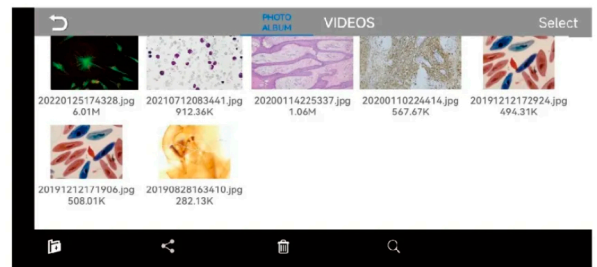 PHOTO
ALBUM
VIDEOS
Select
20220125174328.jpg
6.01M
20210712083441.jpg
912.36K
20200114225337.jpg
1.06M
20200110224414.jpg
567.67K
20191212172924.jpg
494.31K
20191212171906.jpg
508.01K
20190828163410.jpg
282.13K